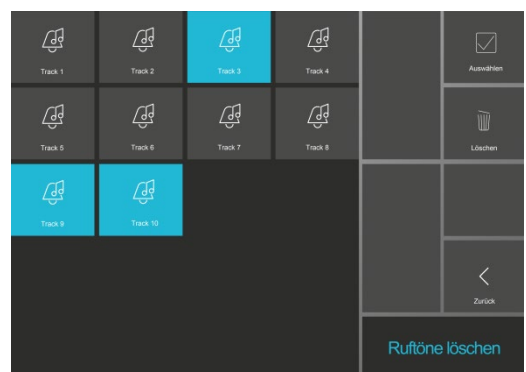 Track 1
Track 2
Track 3
Track 4
Auswählen
Track 5
Track 6
Track 7
Track 8
Löschen
Track 9
Track 10
Zurück
Ruftöne löschen